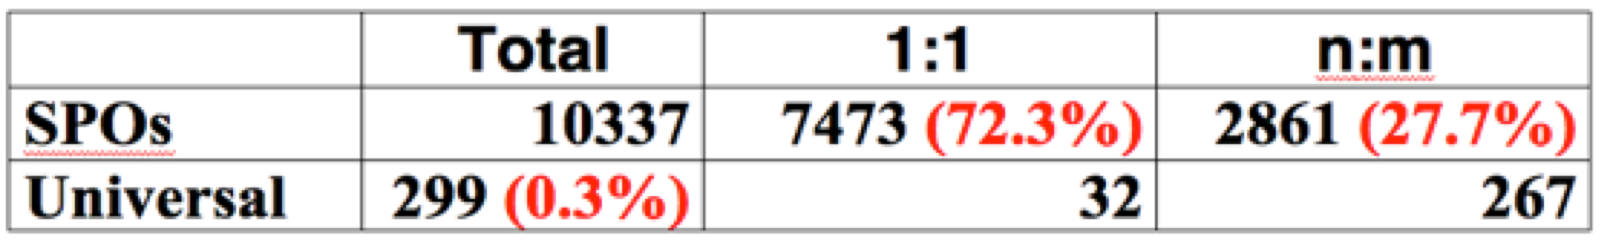 Total 1:1 n:m
SPOs 10337 7473 (72.3%) 2861 (27.7%)
Universal 299 (0.3%) 32 267